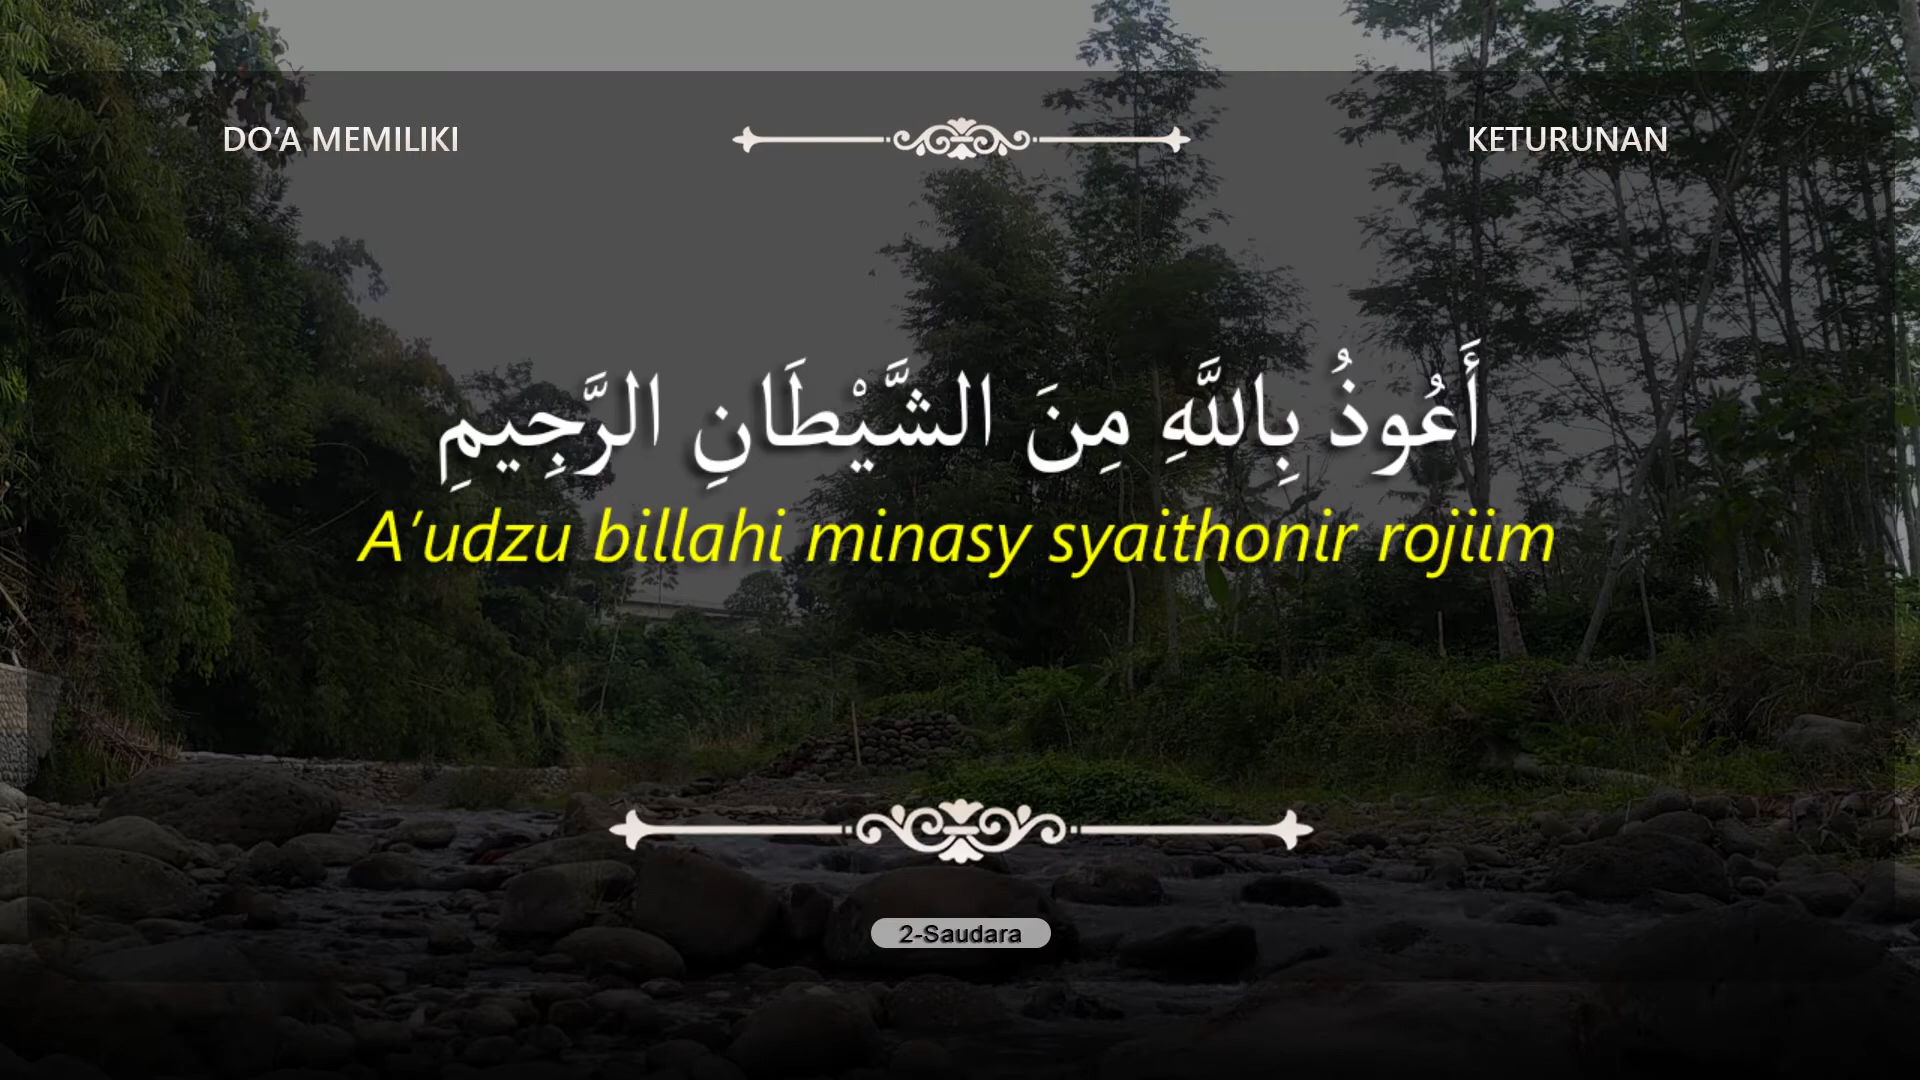 DO’A MEMILIKI
KETURUNAN
أَعُوذُ بِاللَّهِ مِنَ الشَّيْطَانِ الرَّجِيمِ
A’udzu billahi minasy syaithonir rojiim
2-Saudara